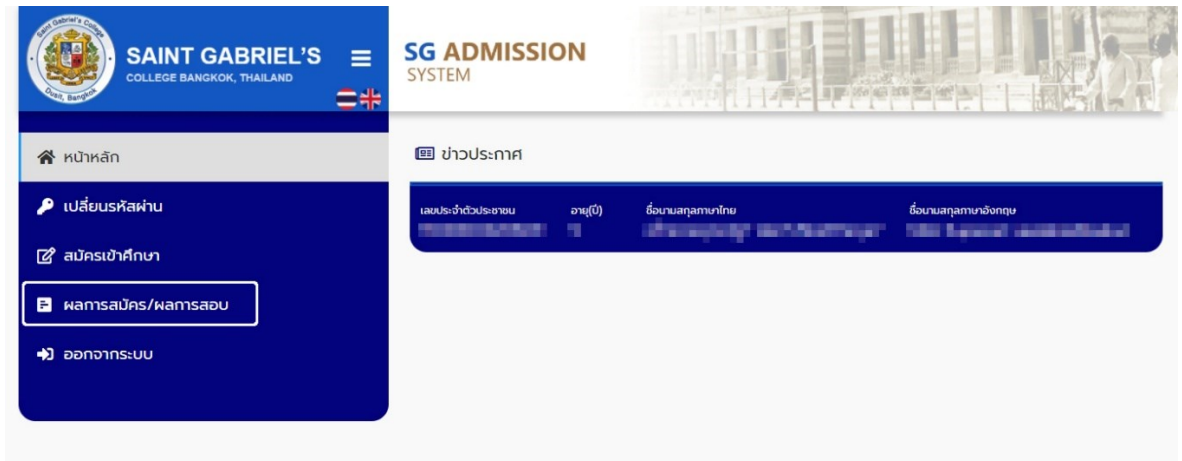 Saint Gabriel's College
Dusit, Bangkok
SAINT GABRIEL'S
COLLEGE BANGKOK, THAILAND
SG ADMISSION
SYSTEM
หน้าหลัก
เปลี่ยนรหัสผ่าน
สมัครเข้าศึกษา
ผลการสมัคร/ผลการสอบ
ออกจากระบบ
ข่าวประกาศ
เลขประจำตัวประชาชน อายุ(ปี) ชื่อนามสกุลภาษาไทย ชื่อนามสกุลภาษาอังกฤษ